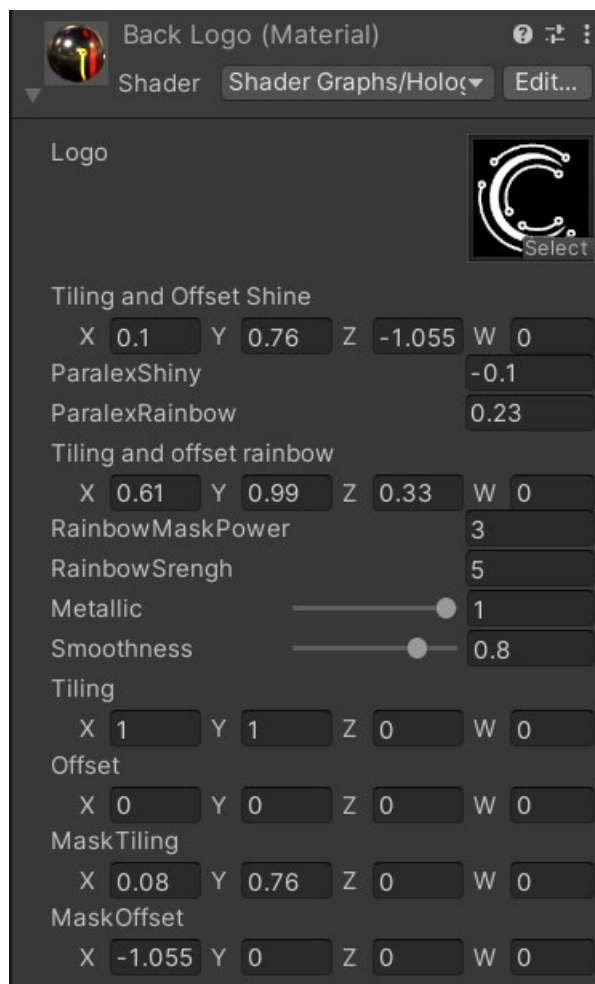 Back Logo (Material)
Shader Shader Graphs/Holog Edit...
Logo
Select
Tiling and Offset Shine
X 0.1 Y 0.76 Z -1.055 W 0
ParalexShiny -0.1
ParalexRainbow 0.23
Tiling and offset rainbow
X 0.61 Y 0.99 Z 0.33 W 0
RainbowMaskPower 3
RainbowSrengh 5
Metallic 1
Smoothness 0.8
Tiling
X 1 Y 1 Z 0 W 0
Offset
X 0 Y 0 Z 0 W 0
MaskTiling
X 0.08 Y 0.76 Z 0 W 0
MaskOffset
X -1.055 Y 0 Z 0 W 0